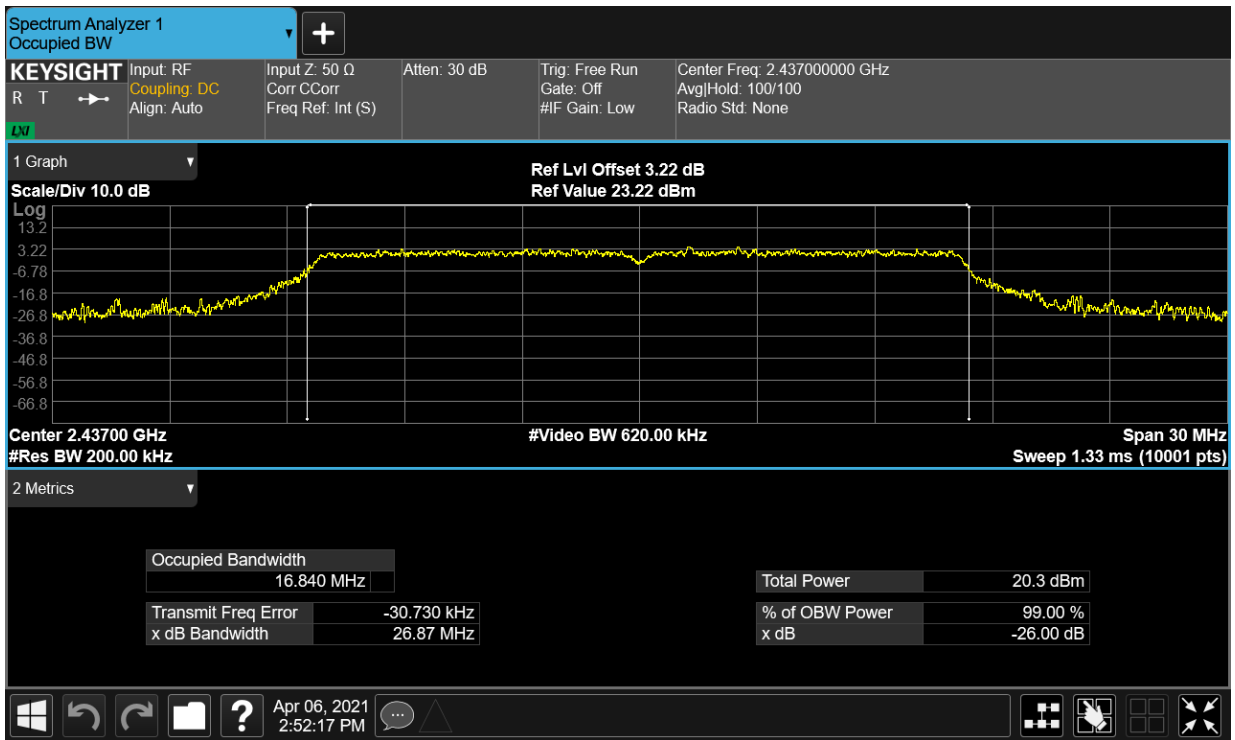 Spectrum Analyzer 1
Occupied BW
▼
+
KEYSIGHT
R T
LXI
Input: RF
Coupling: DC
Align: Auto
Input Z: 50 Ω
Corr CCorr
Freq Ref: Int (S)
Atten: 30 dB
Trig: Free Run
Gate: Off
#IF Gain: Low
Center Freq: 2.437000000 GHz
Avg|Hold: 100/100
Radio Std: None
1 Graph ▼
Scale/Div 10.0 dB
Ref Lvl Offset 3.22 dB
Ref Value 23.22 dBm
Log
13.2
3.22
-6.78
-16.8
-26.8
-36.8
-46.8
-56.8
-66.8
Center 2.43700 GHz
#Res BW 200.00 kHz
#Video BW 620.00 kHz
Span 30 MHz
Sweep 1.33 ms (10001 pts)
2 Metrics ▼
Occupied Bandwidth
16.840 MHz
Transmit Freq Error -30.730 kHz
x dB Bandwidth 26.87 MHz
Total Power 20.3 dBm
% of OBW Power 99.00 %
x dB -26.00 dB
?
Apr 06, 2021
2:52:17 PM